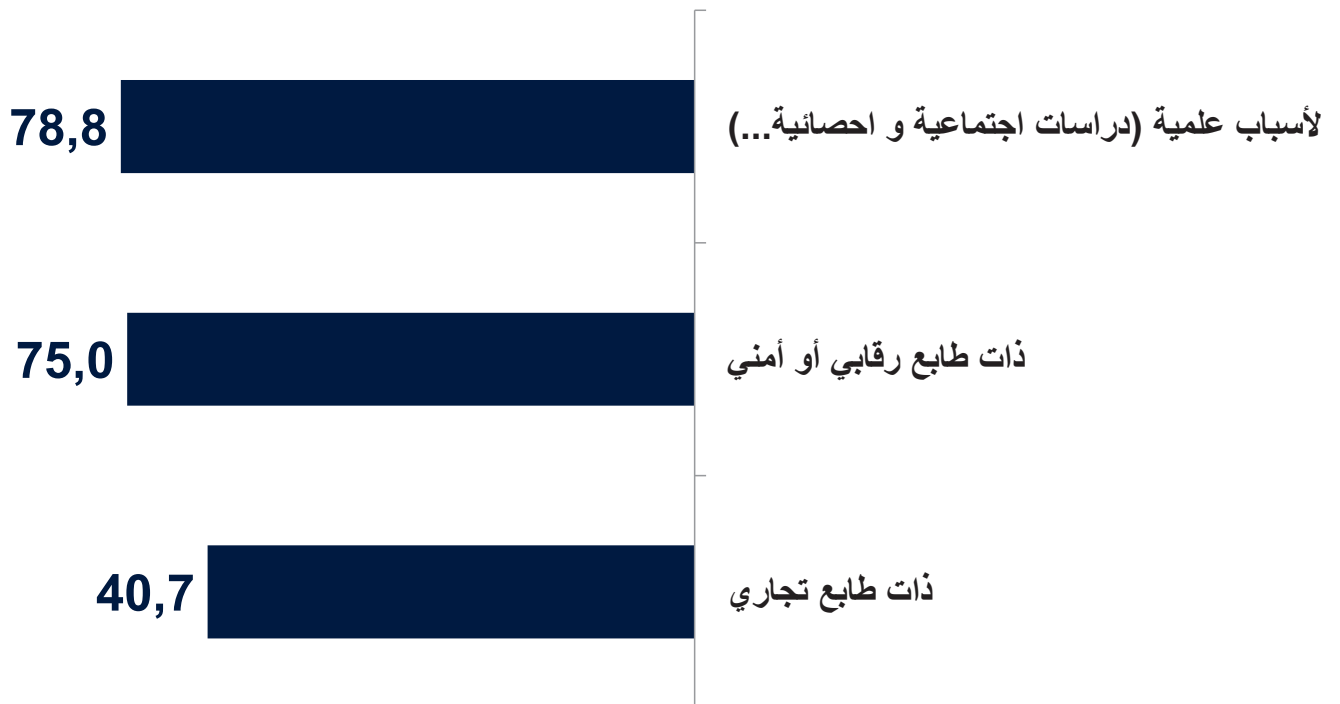 لأسباب علمية (دراسات اجتماعية و احصائية...)
78,8
ذات طابع رقابي أو أمني
75,0
ذات طابع تجاري
40,7